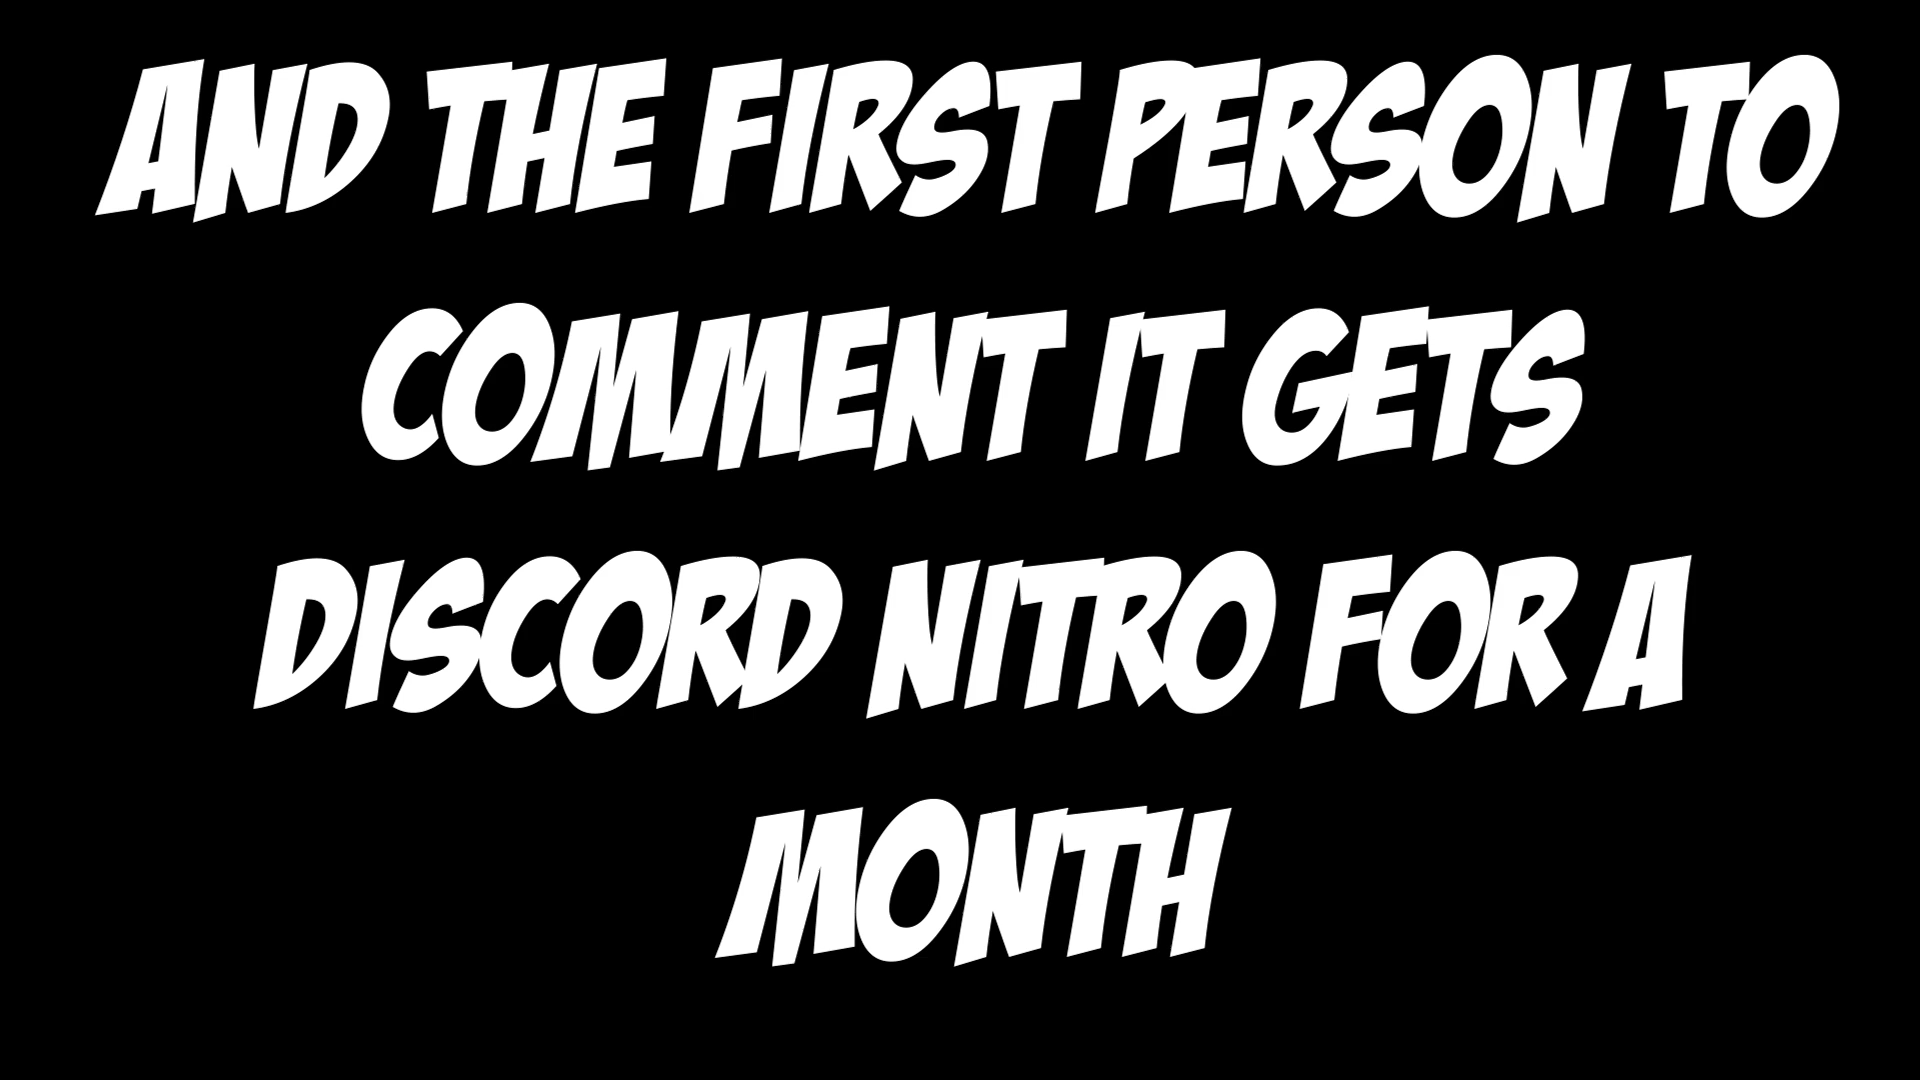 AND THE FIRST PERSON TO
COMMENT IT GETS
DISCORD NITRO FOR A
MONTH